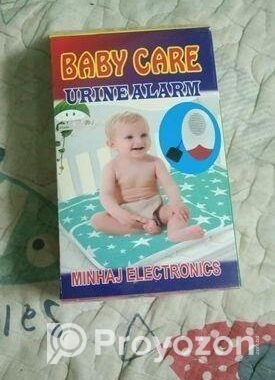 BABY CARE
URINE ALARM
MINHAJ ELECTRONICS
Proyozon